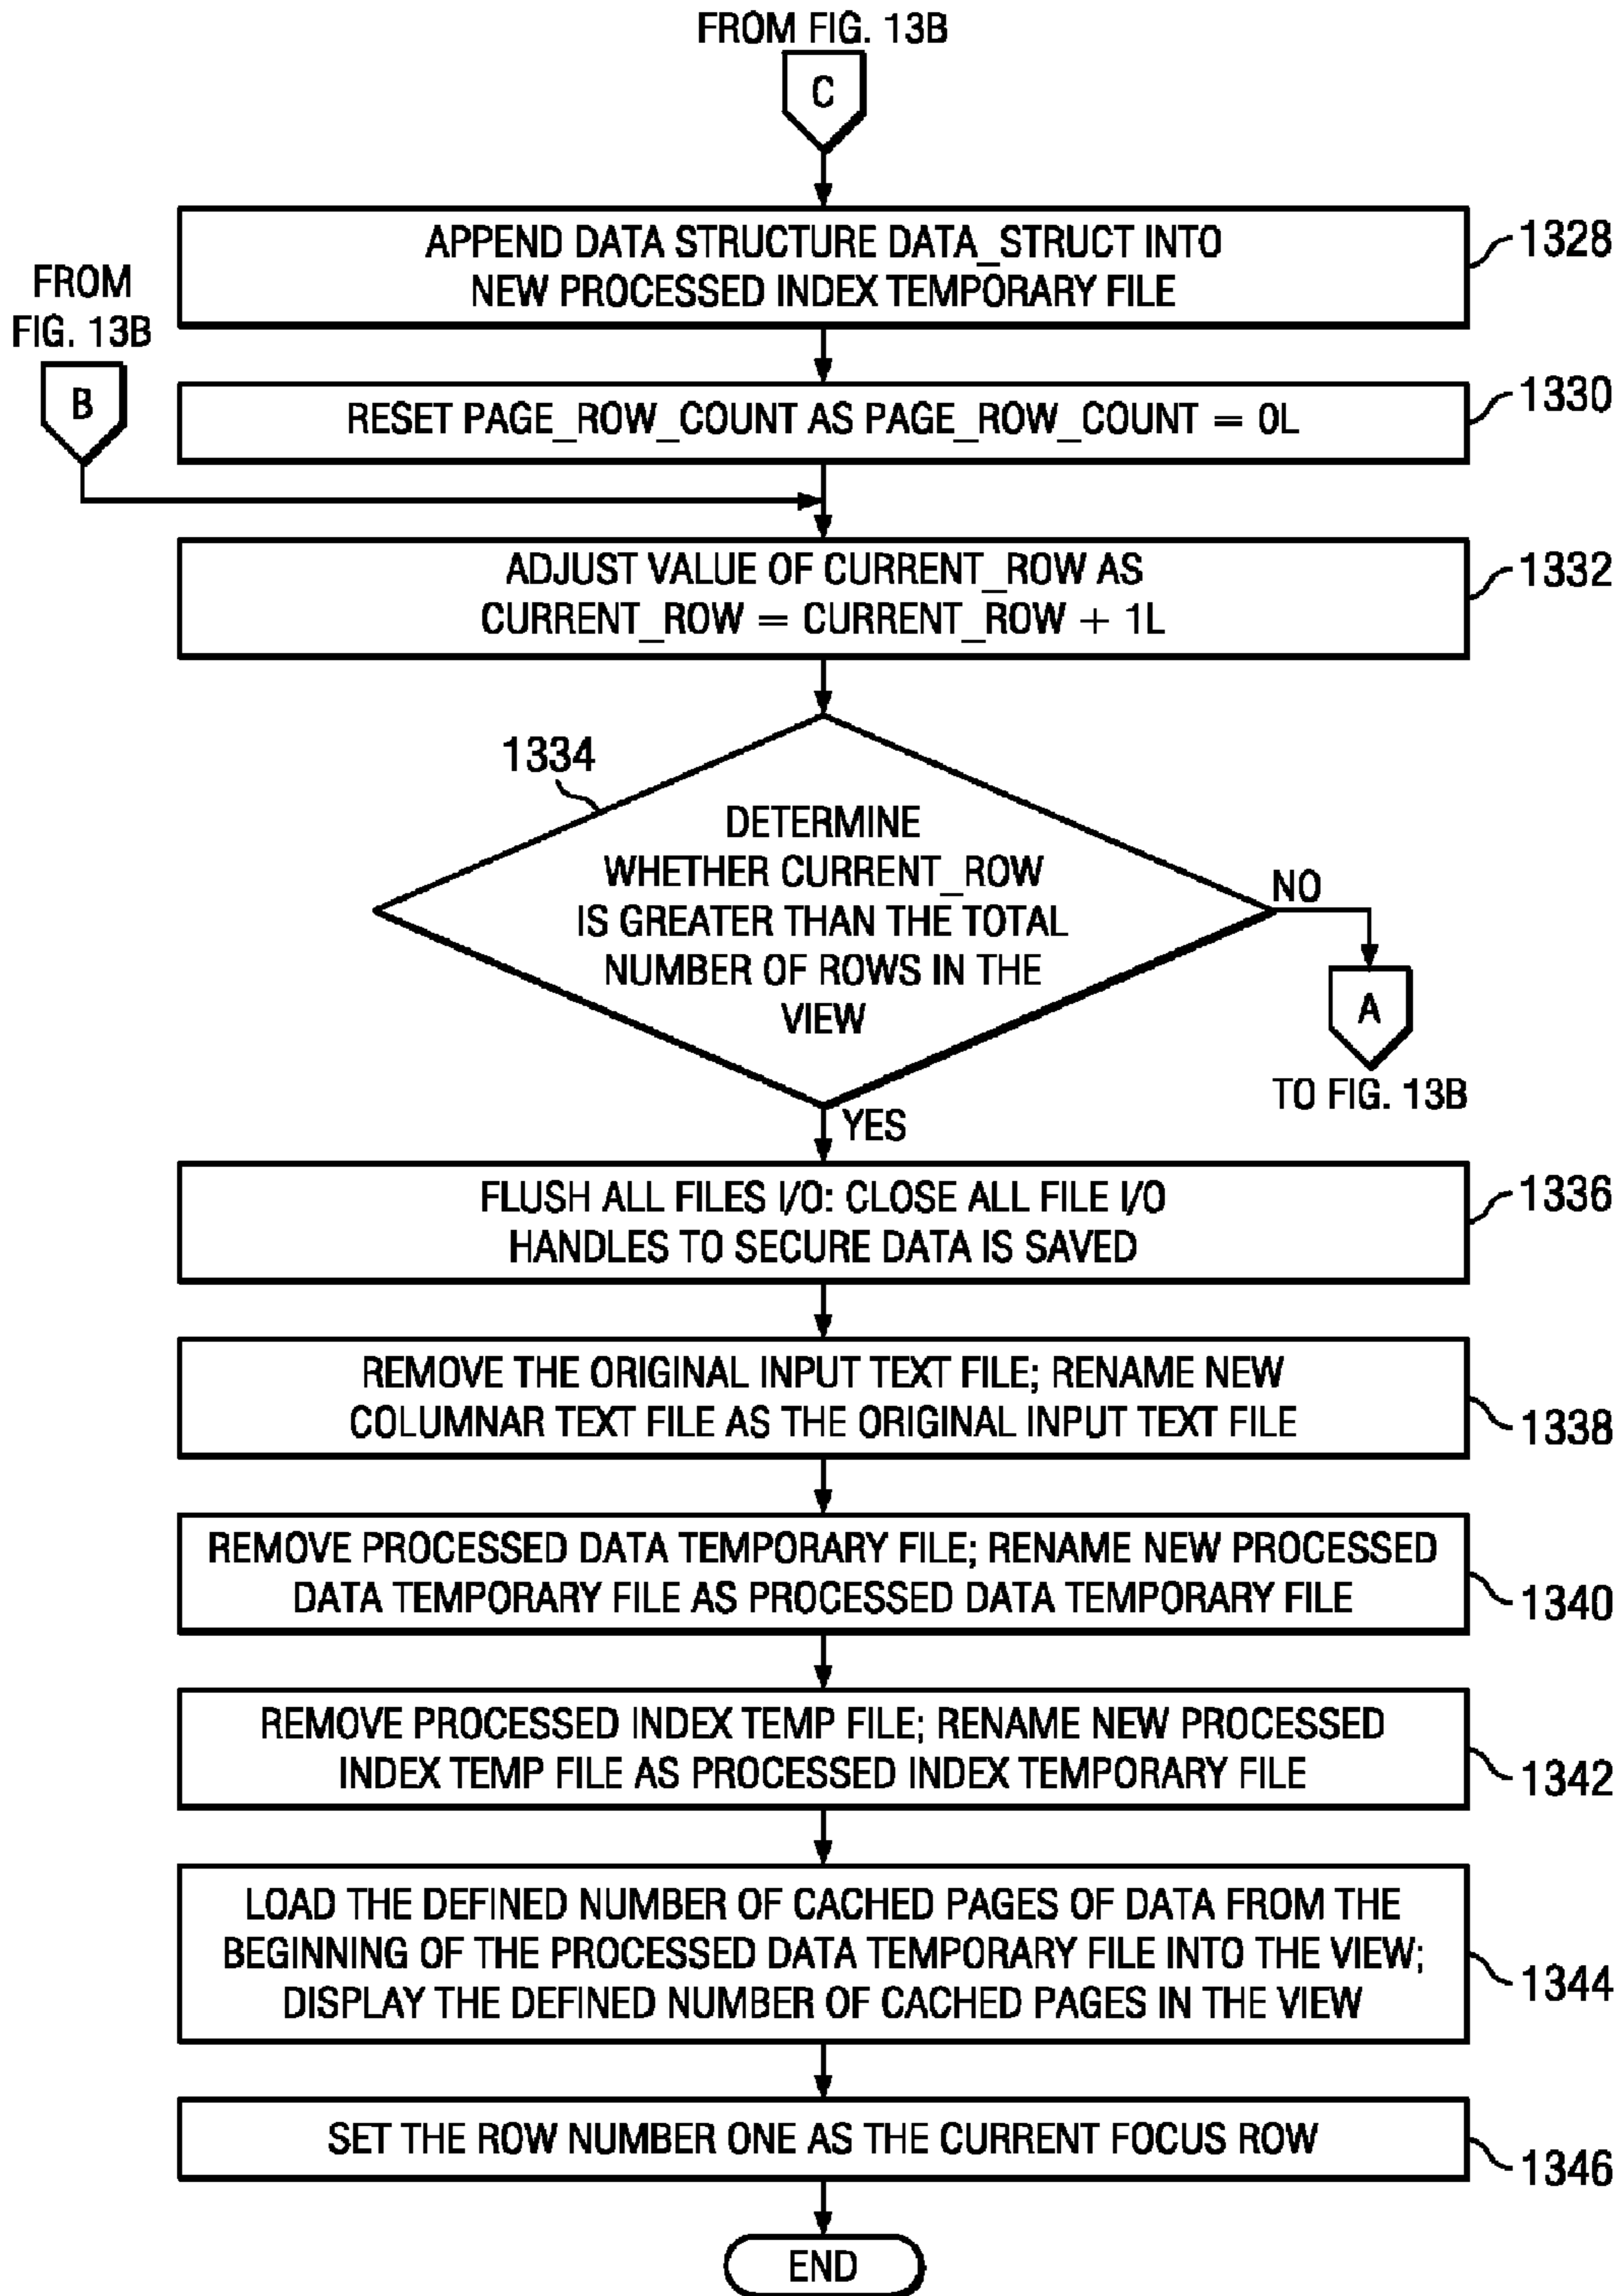 FROM FIG. 13B
C
APPEND DATA STRUCTURE DATA_STRUCT INTO
NEW PROCESSED INDEX TEMPORARY FILE
1328
FROM
FIG. 13B
B
RESET PAGE_ROW_COUNT AS PAGE_ROW_COUNT = 0L
1330
ADJUST VALUE OF CURRENT_ROW AS
CURRENT_ROW = CURRENT_ROW + 1L
1332
1334
DETERMINE
WHETHER CURRENT_ROW
IS GREATER THAN THE TOTAL
NUMBER OF ROWS IN THE
VIEW
NO
A
TO FIG. 13B
YES
FLUSH ALL FILES I/O: CLOSE ALL FILE I/O
HANDLES TO SECURE DATA IS SAVED
1336
REMOVE THE ORIGINAL INPUT TEXT FILE; RENAME NEW
COLUMNAR TEXT FILE AS THE ORIGINAL INPUT TEXT FILE
1338
REMOVE PROCESSED DATA TEMPORARY FILE; RENAME NEW PROCESSED
DATA TEMPORARY FILE AS PROCESSED DATA TEMPORARY FILE
1340
REMOVE PROCESSED INDEX TEMP FILE; RENAME NEW PROCESSED
INDEX TEMP FILE AS PROCESSED INDEX TEMPORARY FILE
1342
LOAD THE DEFINED NUMBER OF CACHED PAGES OF DATA FROM THE
BEGINNING OF THE PROCESSED DATA TEMPORARY FILE INTO THE VIEW;
DISPLAY THE DEFINED NUMBER OF CACHED PAGES IN THE VIEW
1344
SET THE ROW NUMBER ONE AS THE CURRENT FOCUS ROW
1346
END